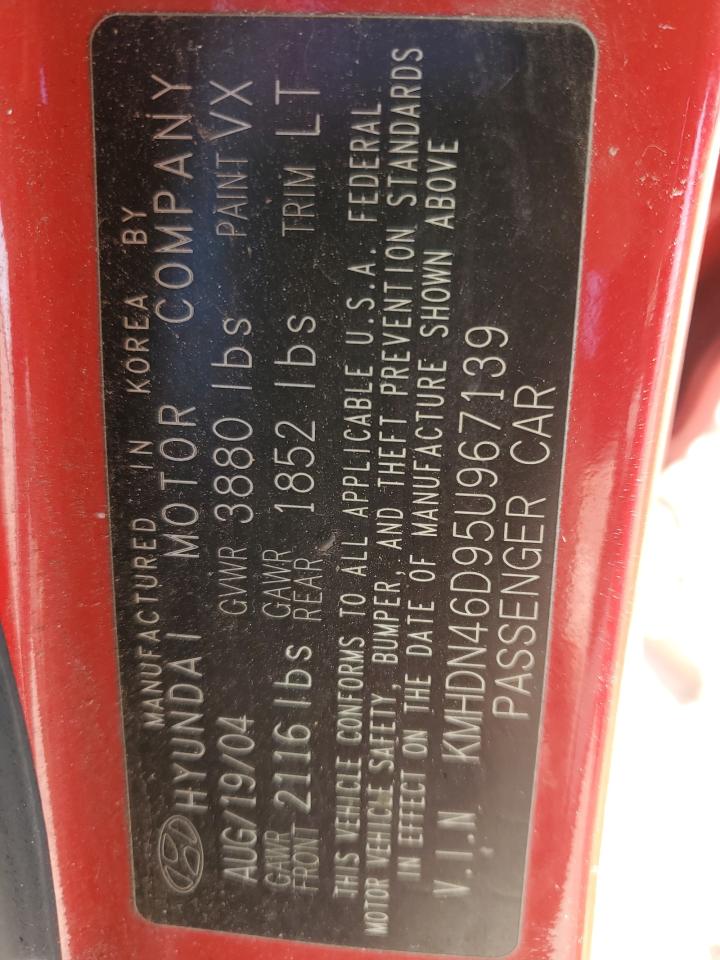 MANUFACTURED IN KOREA BY
HYUNDAI MOTOR COMPANY
AUG/19/04 GVWR 3880 lbs PAINT VX
GAWR FRONT 2116 lbs GAWR REAR 1852 lbs TRIM LT
THIS VEHICLE CONFORMS TO ALL APPLICABLE U.S.A. FEDERAL
MOTOR VEHICLE SAFETY, BUMPER, AND THEFT PREVENTION STANDARDS
IN EFFECT ON THE DATE OF MANUFACTURE SHOWN ABOVE
V.I.N KMHDN46D95U967139
PASSENGER CAR